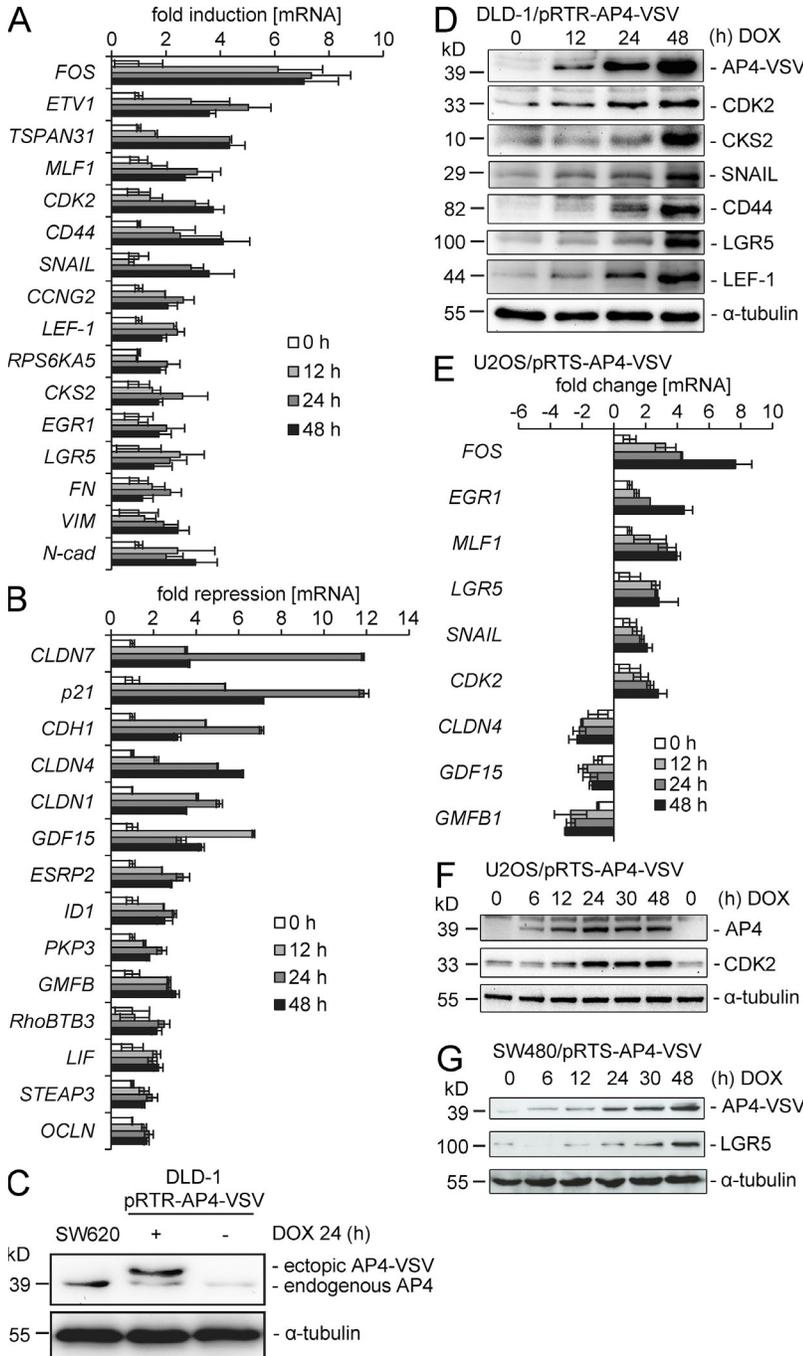 A
fold induction [mRNA]
0 2 4 6 8 10
FOS
ETV1
TSPAN31
MLF1
CDK2
CD44
SNAIL
CCNG2
LEF-1
RPS6KA5
CKS2
EGR1
LGR5
FN
VIM
N-cad
0 h
12 h
24 h
48 h
B
fold repression [mRNA]
0 2 4 6 8 10 12 14
CLDN7
p21
CDH1
CLDN4
CLDN1
GDF15
ESRP2
ID1
PKP3
GMFB
RhoBTB3
LIF
STEAP3
OCLN
0 h
12 h
24 h
48 h
C
DLD-1
pRTR-AP4-VSV
SW620 + - DOX 24 (h)
kD
- ectopic AP4-VSV
39 - endogenous AP4
55 - α-tubulin
D
DLD-1/pRTR-AP4-VSV
kD 0 12 24 48 (h) DOX
39 - AP4-VSV
33 - CDK2
10 - CKS2
29 - SNAIL
82 - CD44
100 - LGR5
44 - LEF-1
55 - α-tubulin
E
U2OS/pRTS-AP4-VSV
fold change [mRNA]
-6 -4 -2 0 2 4 6 8 10
FOS
EGR1
MLF1
LGR5
SNAIL
CDK2
CLDN4
GDF15
GMFB1
0 h
12 h
24 h
48 h
F
U2OS/pRTS-AP4-VSV
kD 0 6 12 24 30 48 0 (h) DOX
39 - AP4
33 - CDK2
55 - α-tubulin
G
SW480/pRTS-AP4-VSV
kD 0 6 12 24 30 48 (h) DOX
39 - AP4-VSV
100 - LGR5
55 - α-tubulin